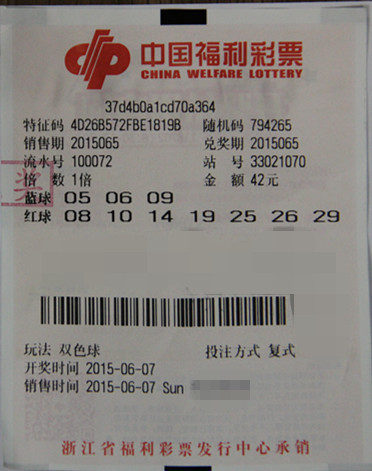 中国福利彩票
CHINA WELFARE LOTTERY
37d4b0a1cd70a364
特征码 4D26B572FBE1819B 随机码 794265
销售期 2015065 兑奖期 2015065
流水号 100072 站 号 33021070
倍 数 1倍 金 额 42元
蓝球 05 06 09
红球 08 10 14 19 25 26 29
奖
玩法 双色球 投注方式 复式
开奖时间 2015-06-07
销售时间 2015-06-07 Sun
浙江省福利彩票发行中心承销